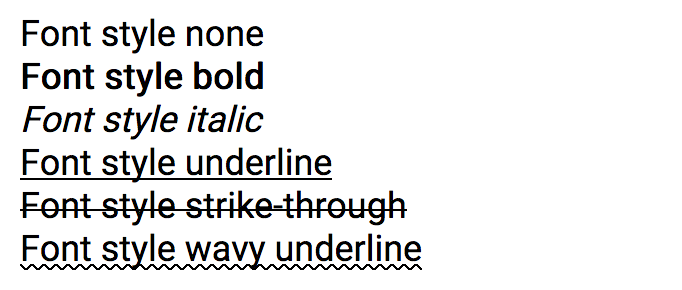 Font style none
Font style bold
Font style italic
Font style underline
Font style strike-through
Font style wavy underline